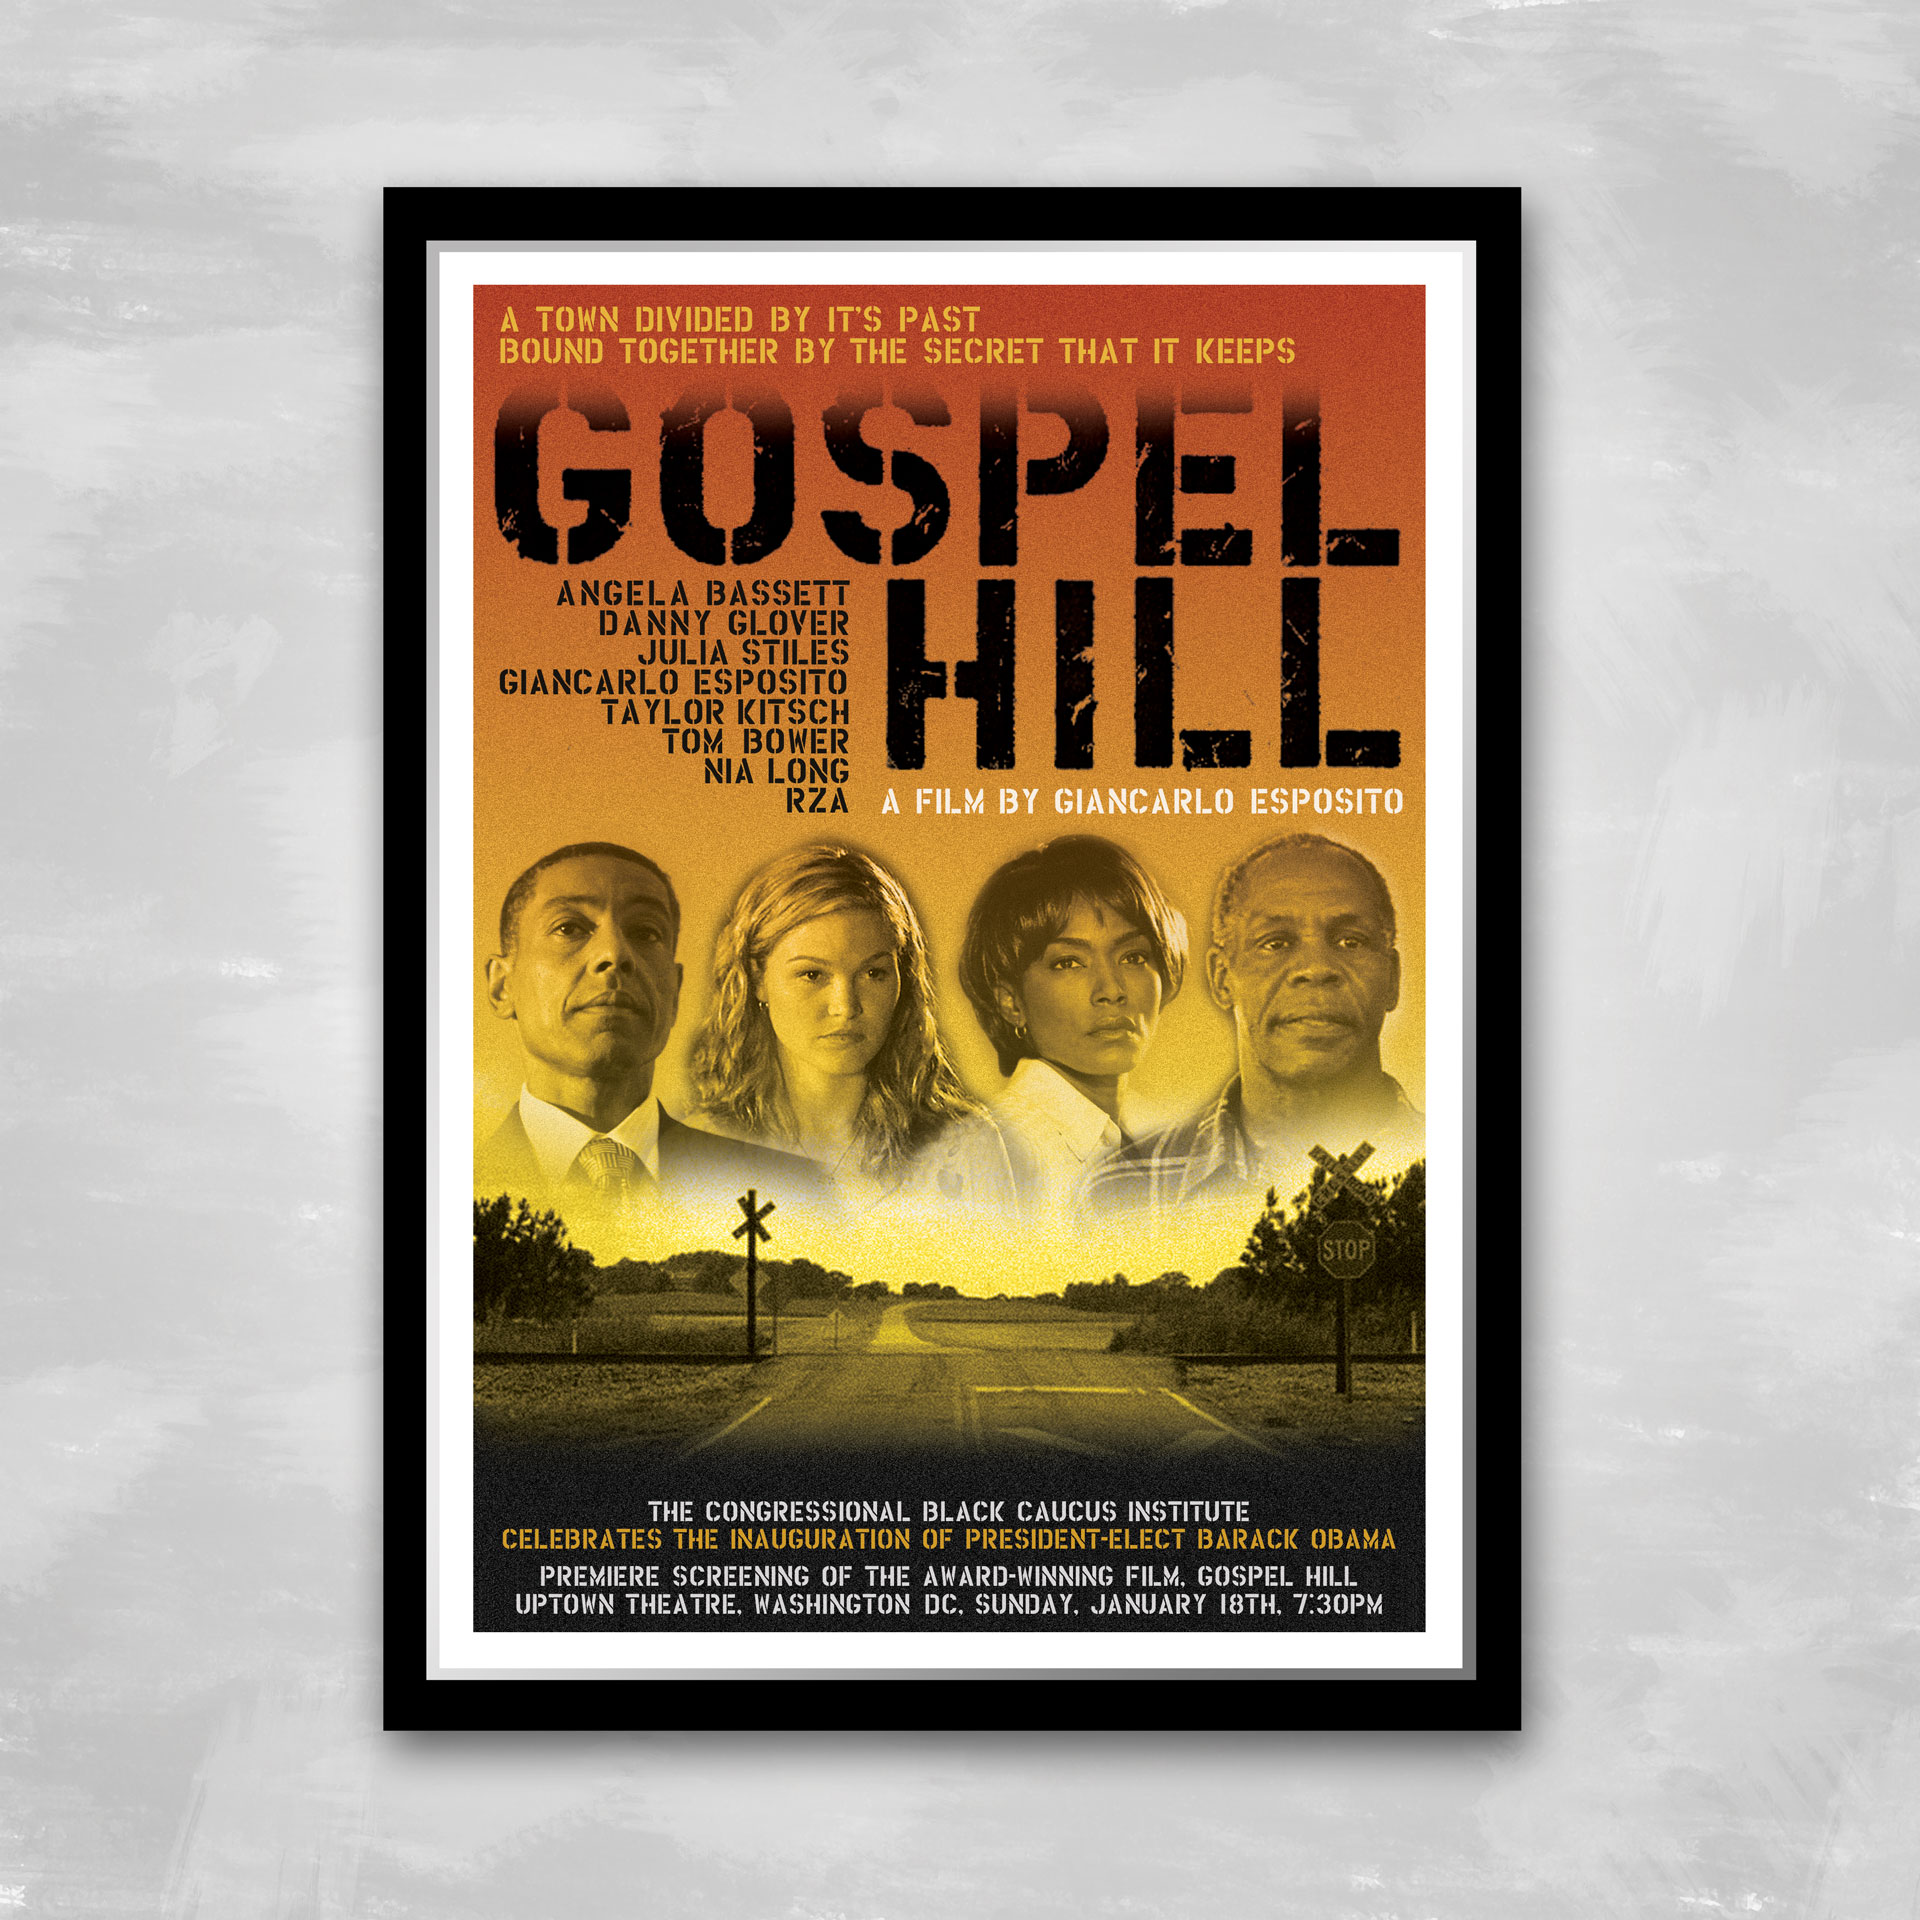 A TOWN DIVIDED BY IT'S PAST
BOUND TOGETHER BY THE SECRET THAT IT KEEPS
GOSPEL
HILL
ANGELA BASSETT
DANNY GLOVER
JULIA STILES
GIANCARLO ESPOSITO
TAYLOR KITSCH
TOM BOWER
NIA LONG
RZA
A FILM BY GIANCARLO ESPOSITO
STOP
THE CONGRESSIONAL BLACK CAUCUS INSTITUTE
CELEBRATES THE INAUGURATION OF PRESIDENT-ELECT BARACK OBAMA
PREMIERE SCREENING OF THE AWARD-WINNING FILM, GOSPEL HILL
UPTOWN THEATRE, WASHINGTON DC, SUNDAY, JANUARY 18TH, 7:30PM